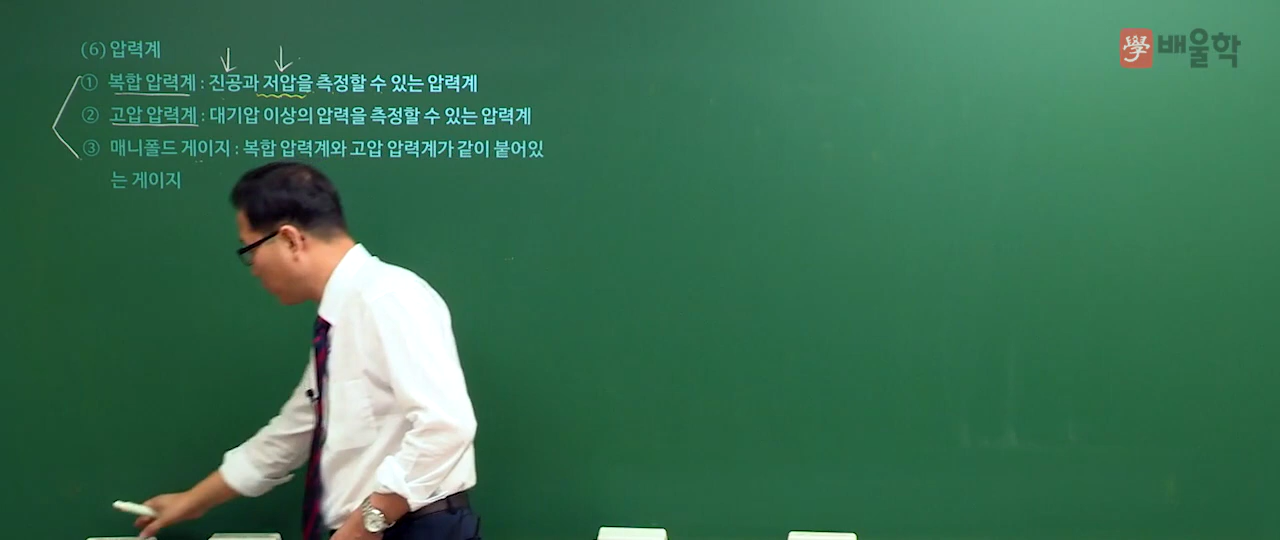 學 배울학
(6) 압력계
① 복합 압력계 : 진공과 저압을 측정할 수 있는 압력계
② 고압 압력계 : 대기압 이상의 압력을 측정할 수 있는 압력계
③ 매니폴드 게이지 : 복합 압력계와 고압 압력계가 같이 붙어있
는 게이지